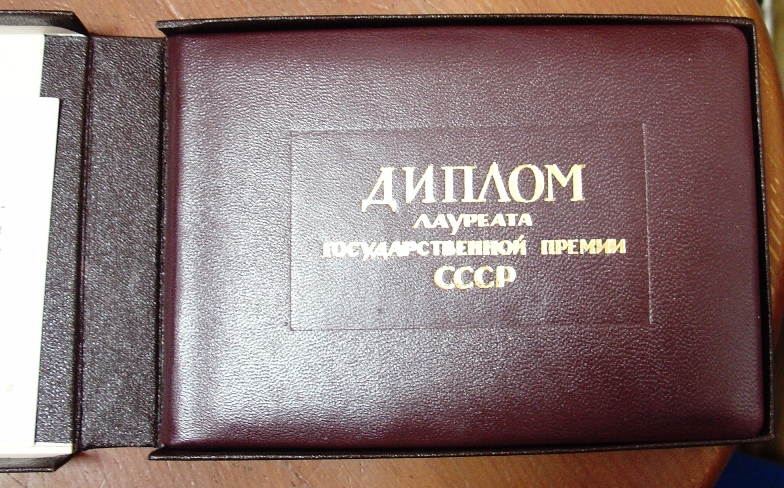 ДИПЛОМ
ЛАУРЕАТА
ГОСУДАРСТВЕННОЙ ПРЕМИИ
СССР